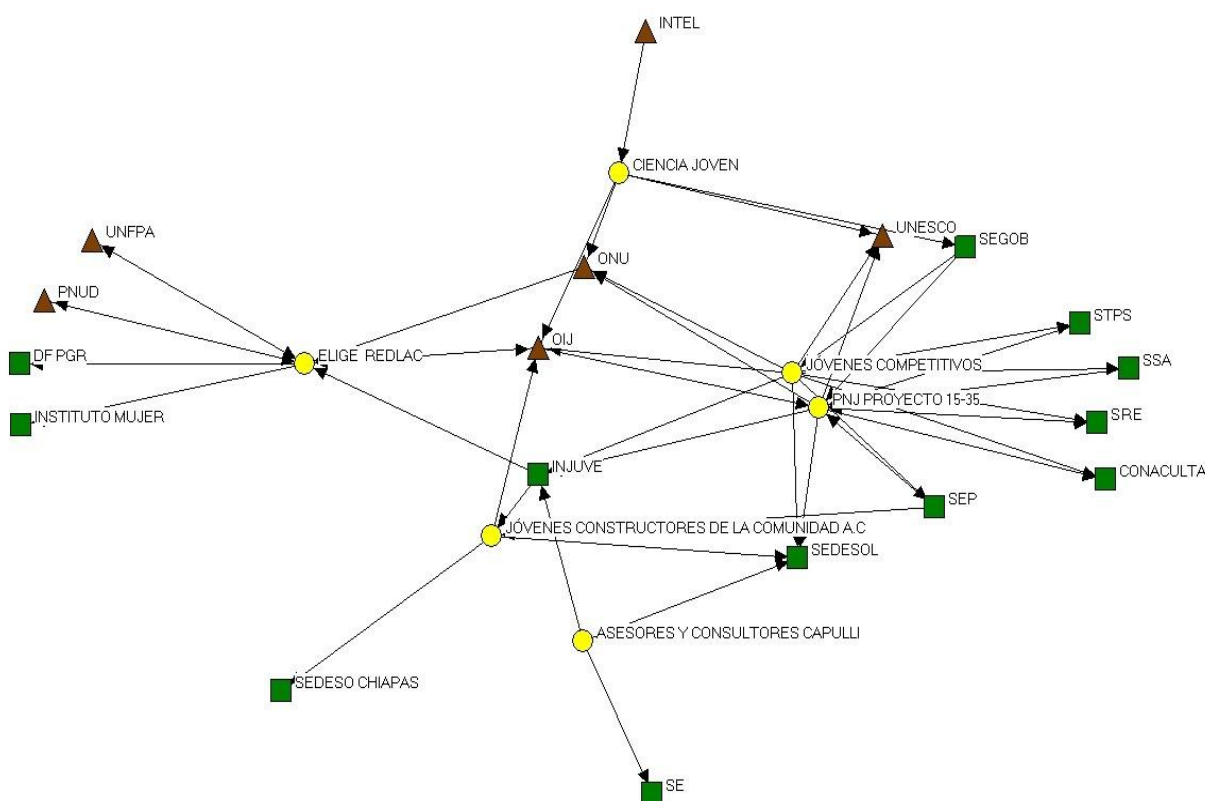 INTEL
CIENCIA JOVEN
UNFPA
UNESCO
SEGOB
ONU
PNUD
STPS
OIJ
DF PGR
ELIGE REDLAC
JÓVENES COMPETITIVOS
SSA
PNJ PROYECTO 15-35
INSTITUTO MUJER
SRE
INJUVE
CONACULTA
SEP
JÓVENES CONSTRUCTORES DE LA COMUNIDAD A.C
SEDESOL
ASESORES Y CONSULTORES CAPULLI
SEDESO CHIAPAS
SE